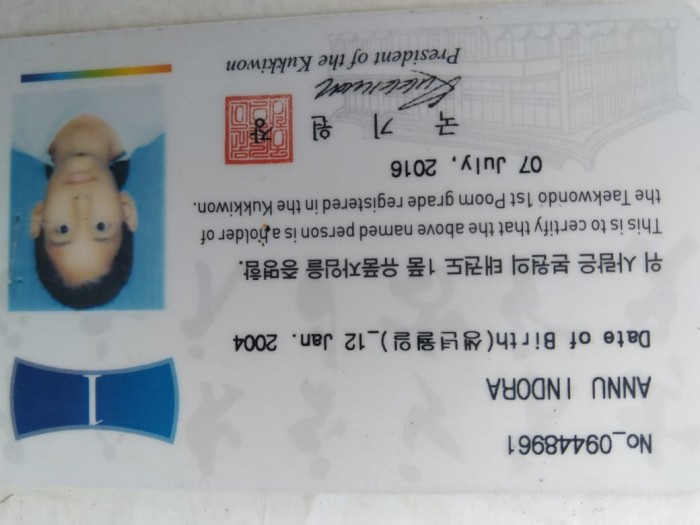 No_09448961
ANNU INDORA
Date of Birth(생년월일)_12 Jan. 2004
1
위 사람은 본원의 태권도 1품 유품자임을 증명함.
This is to certify that the above named person is a holder of
the Taekwondo 1st Poom grade registered in the Kukkiwon.
07 July, 2016
국 기 원 장
President of the Kukkiwon